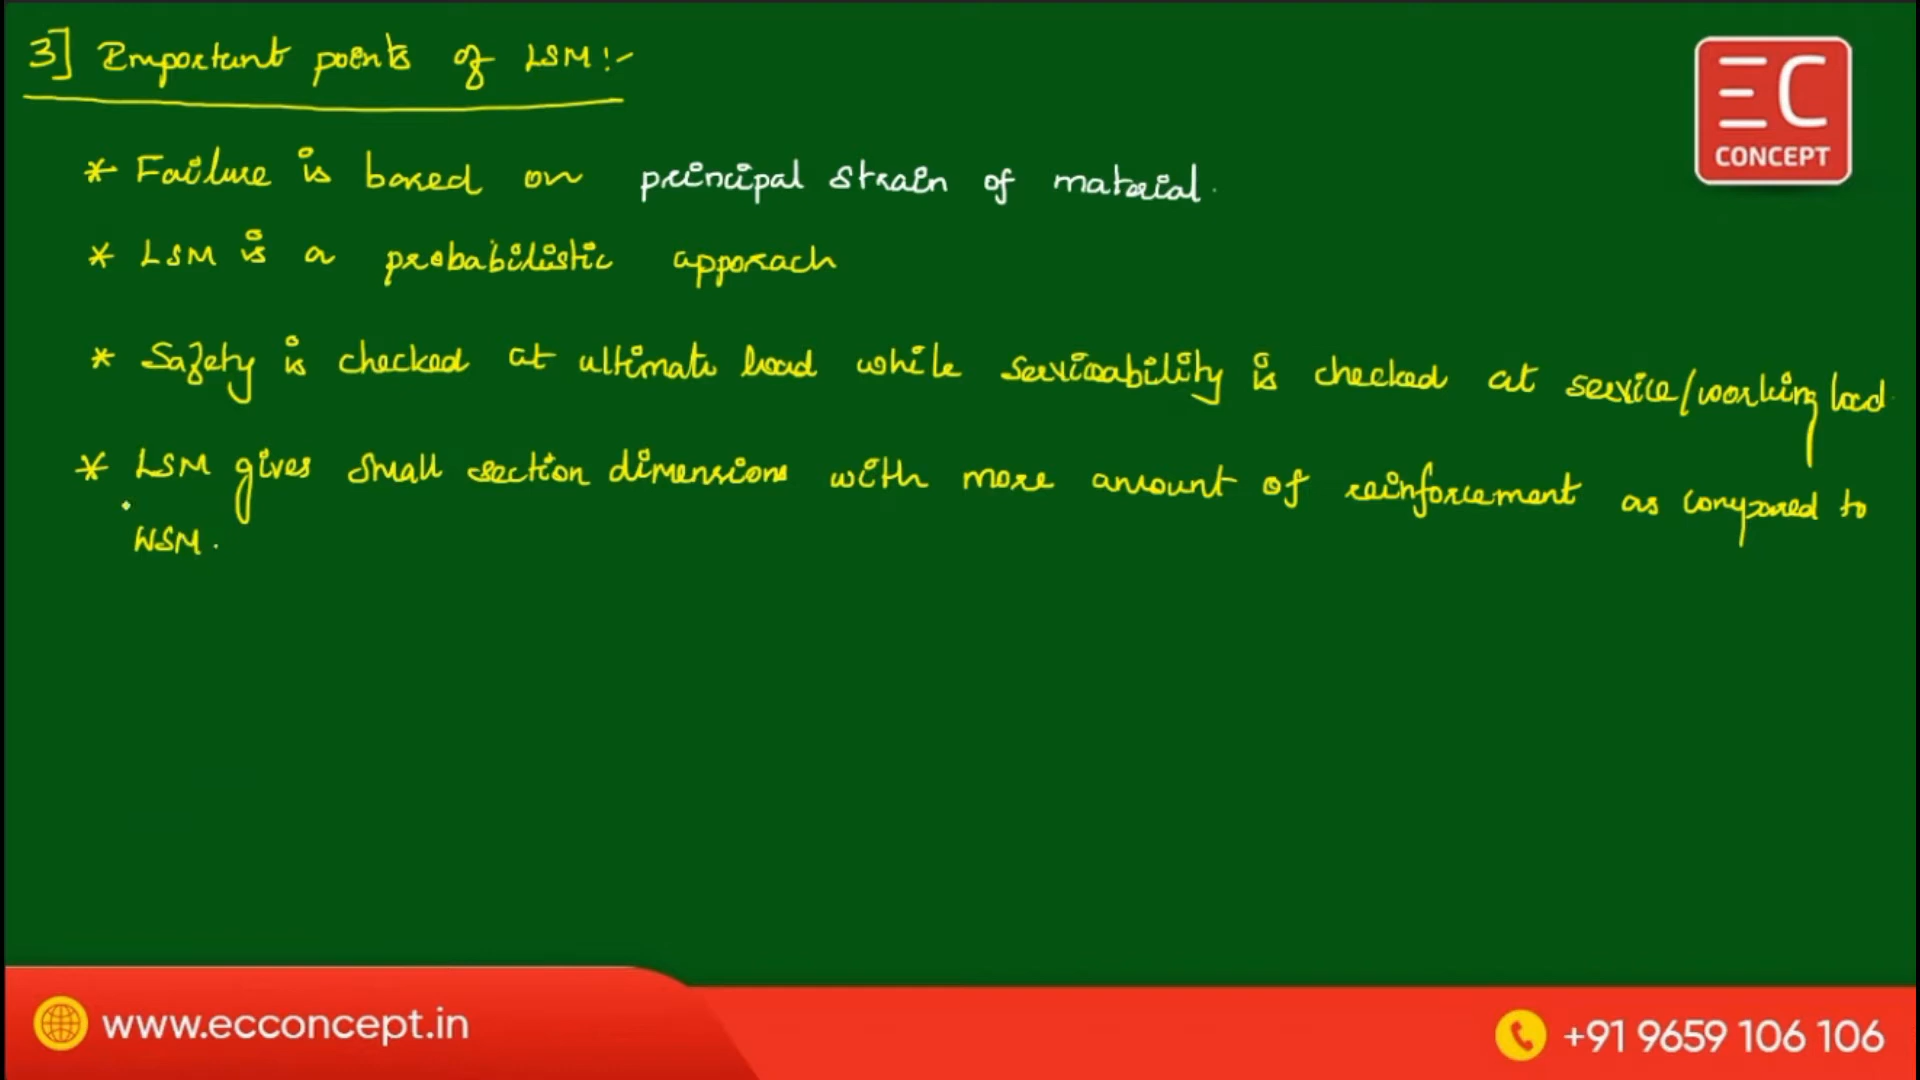 3] Important points of LSM:-
EC
CONCEPT
* Failure is based on principal strain of material.
* LSM is a probabilistic apporach
* Safety is checked at ultimate load while servicability is checked at service/working load
* LSM gives small section dimensions with more amount of reinforcement as compared to
WSM.
www.ecconcept.in
+91 9659 106 106